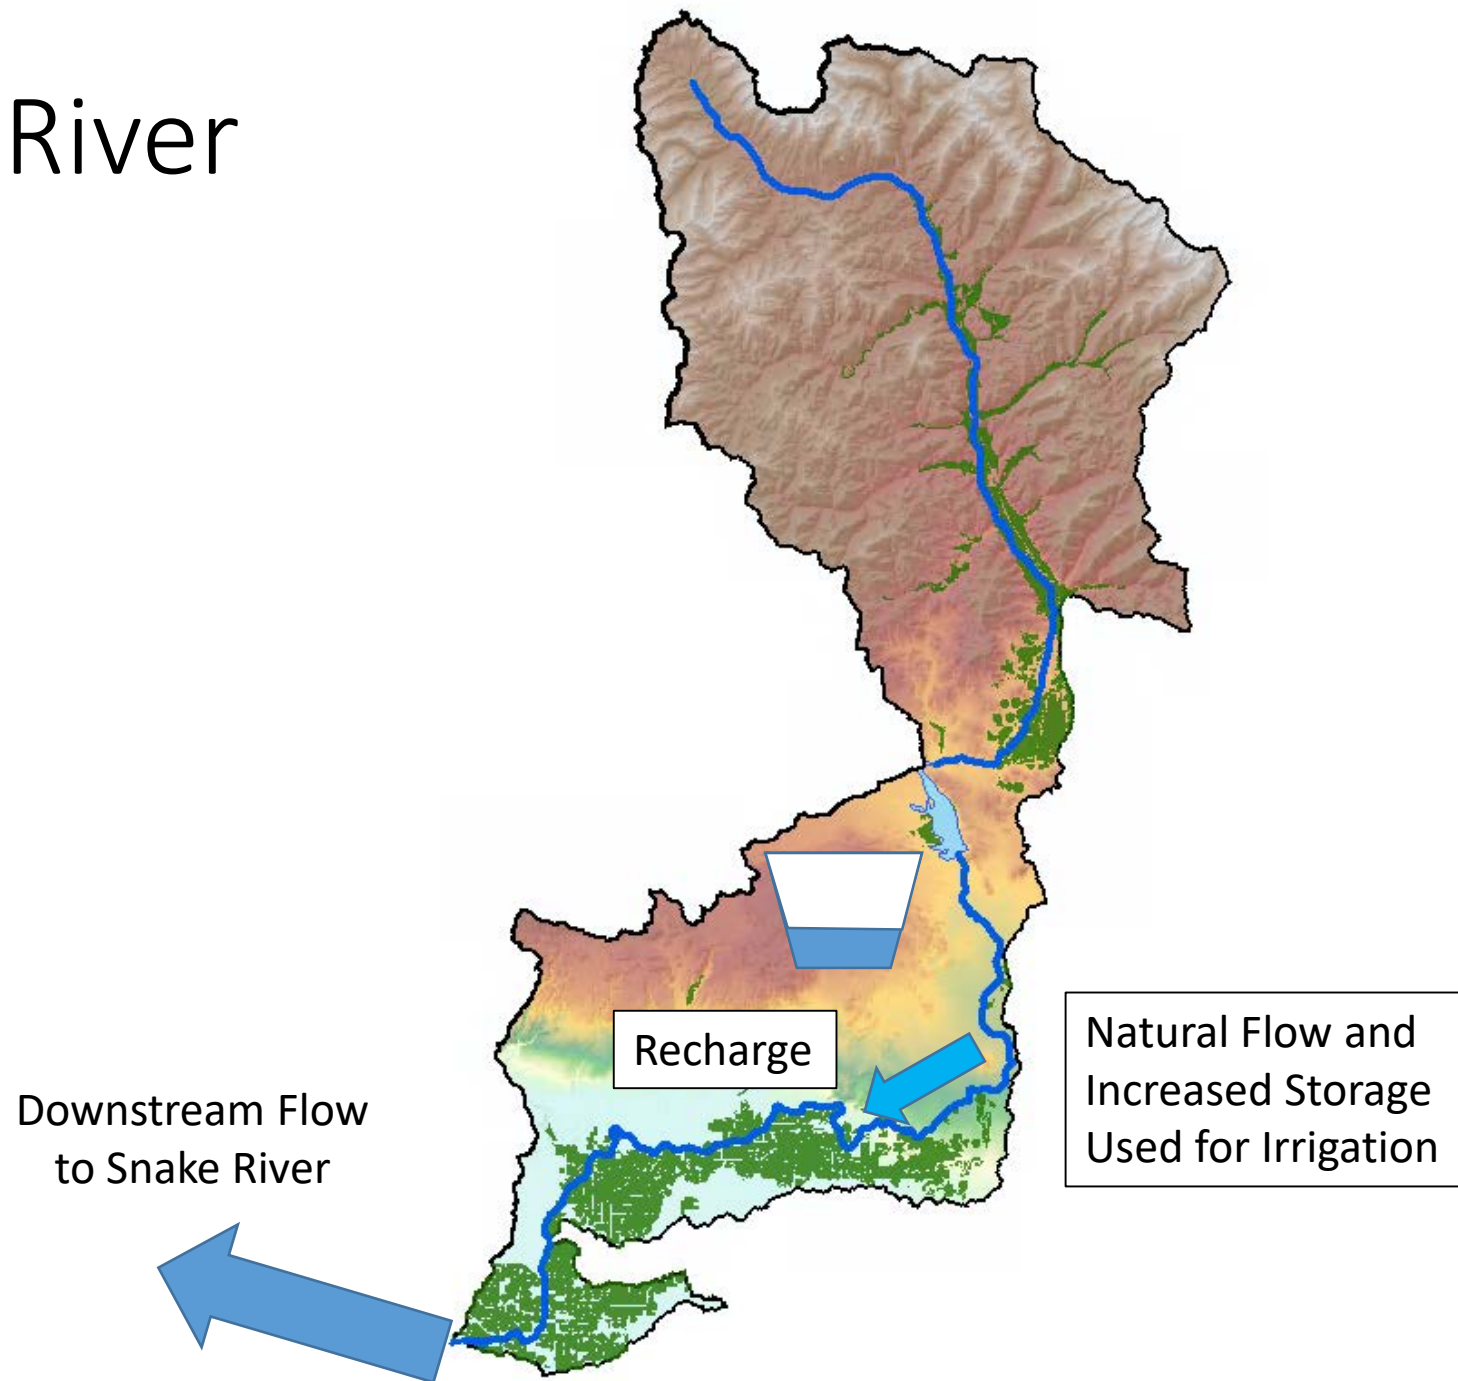 River
Recharge
Natural Flow and
Increased Storage
Used for Irrigation
Downstream Flow
to Snake River